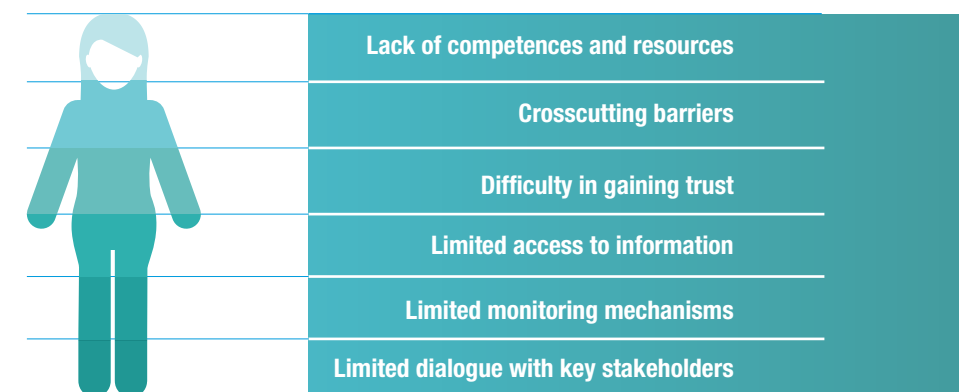 Lack of competences and resources
Crosscutting barriers
Difficulty in gaining trust
Limited access to information
Limited monitoring mechanisms
Limited dialogue with key stakeholders